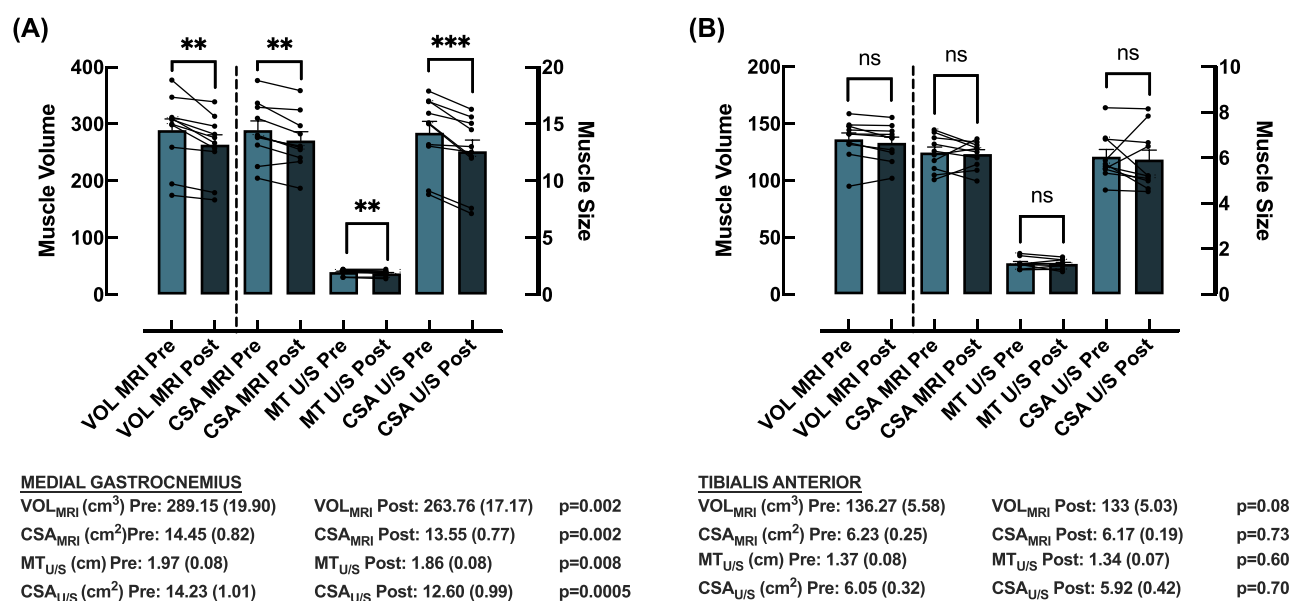 (A)
** ** ***
400 20
300 15
** 
200 10
100 5
0 0
Muscle Volume
Muscle Size
VOL MRI Pre
VOL MRI Post
CSA MRI Pre
CSA MRI Post
MT U/S Pre
MT U/S Post
CSA U/S Pre
CSA U/S Post
MEDIAL GASTROCNEMIUS
VOLMRI (cm³) Pre: 289.15 (19.90) VOLMRI Post: 263.76 (17.17) p=0.002
CSAMRI (cm²)Pre: 14.45 (0.82) CSAMRI Post: 13.55 (0.77) p=0.002
MTU/S (cm) Pre: 1.97 (0.08) MTU/S Post: 1.86 (0.08) p=0.008
CSAU/S (cm²) Pre: 14.23 (1.01) CSAU/S Post: 12.60 (0.99) p=0.0005
(B)
ns ns ns
200 10
150 8
6
100 ns
4
50 2
0 0
Muscle Volume
Muscle Size
VOL MRI Pre
VOL MRI Post
CSA MRI Pre
CSA MRI Post
MT U/S Pre
MT U/S Post
CSA U/S Pre
CSA U/S Post
TIBIALIS ANTERIOR
VOLMRI (cm³) Pre: 136.27 (5.58) VOLMRI Post: 133 (5.03) p=0.08
CSAMRI (cm²) Pre: 6.23 (0.25) CSAMRI Post: 6.17 (0.19) p=0.73
MTU/S (cm) Pre: 1.37 (0.08) MTU/S Post: 1.34 (0.07) p=0.60
CSAU/S (cm²) Pre: 6.05 (0.32) CSAU/S Post: 5.92 (0.42) p=0.70